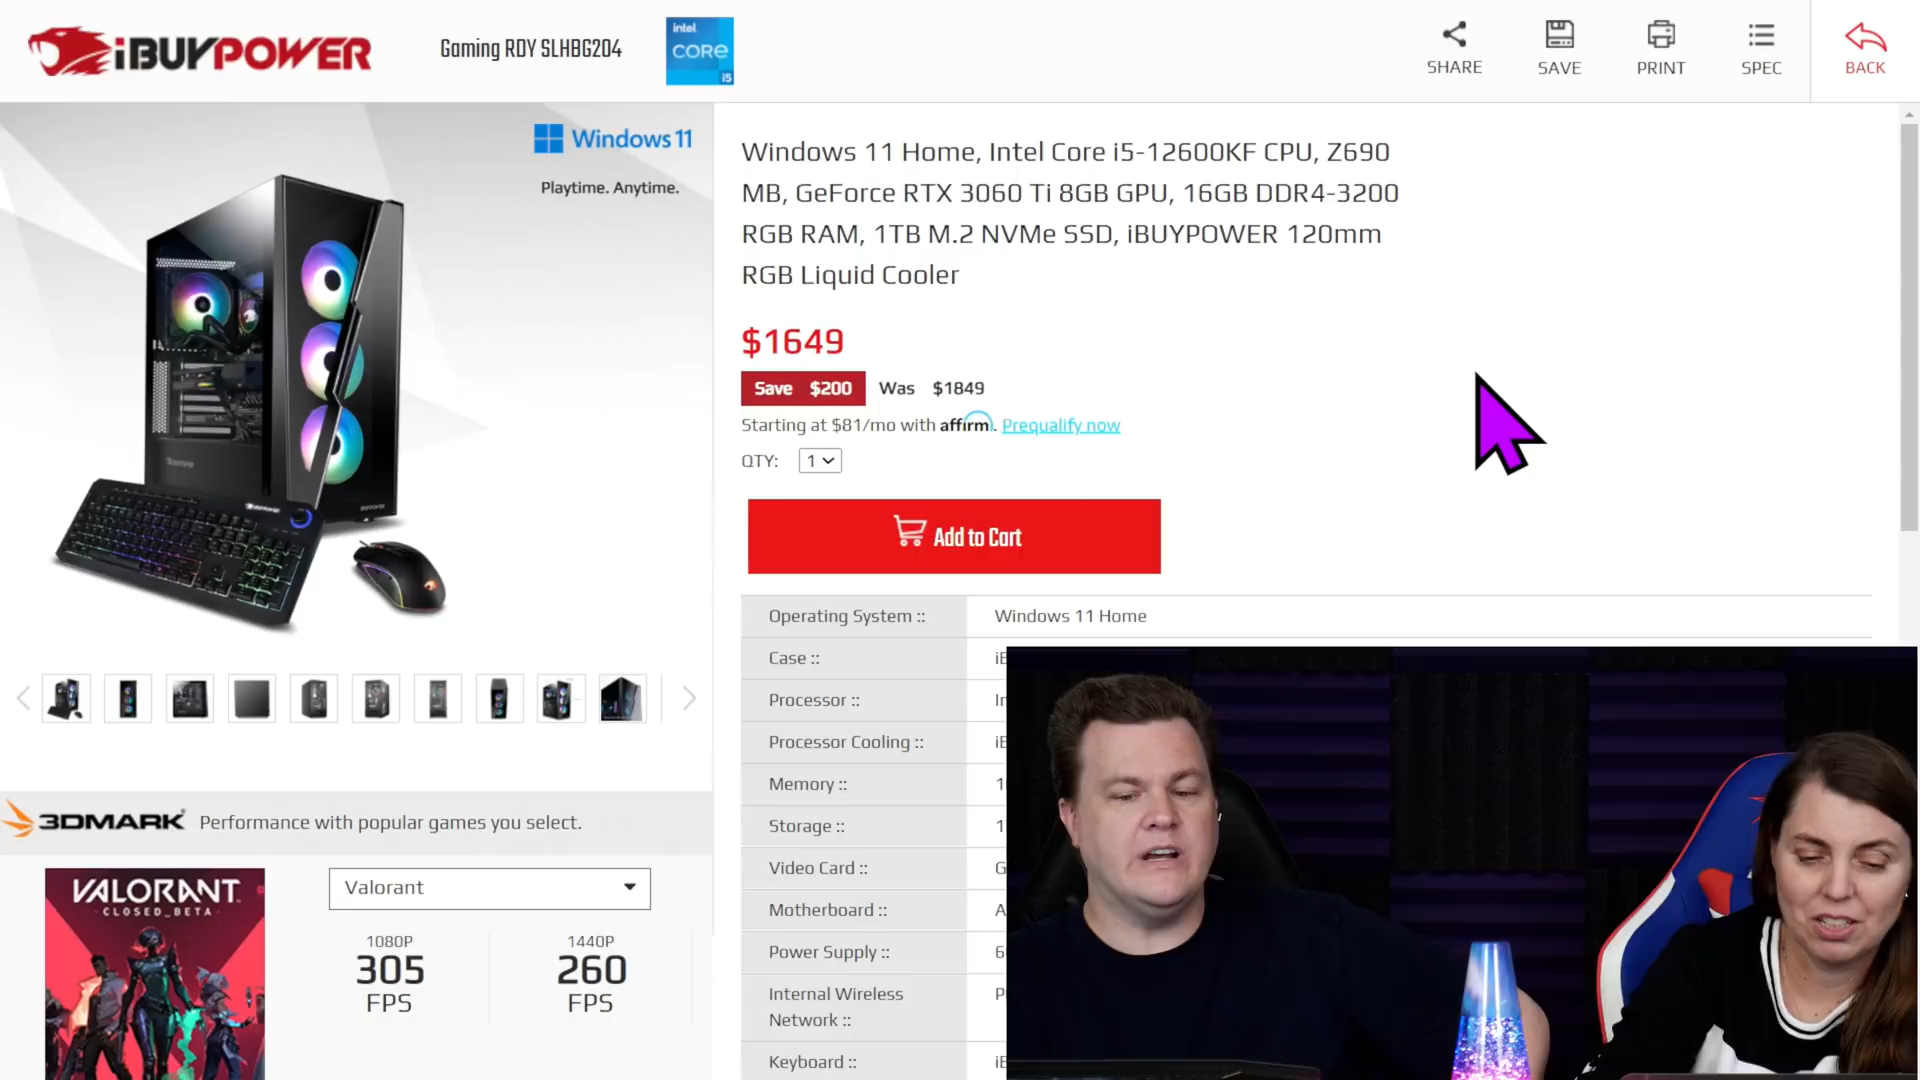 iBUYPOWER
Gaming RDY SLHBG204
intel
CORE
i5
SHARE
SAVE
PRINT
SPEC
BACK
Windows 11
Playtime. Anytime.
Windows 11 Home, Intel Core i5-12600KF CPU, Z690
MB, GeForce RTX 3060 Ti 8GB GPU, 16GB DDR4-3200
RGB RAM, 1TB M.2 NVMe SSD, iBUYPOWER 120mm
RGB Liquid Cooler
$1649
Save $200 Was $1849
Starting at $81/mo with affirm. Prequalify now
QTY: 1
Add to Cart
Operating System :: Windows 11 Home
Case ::
Processor ::
Processor Cooling ::
Memory ::
Storage ::
Video Card ::
Motherboard ::
Power Supply ::
Internal Wireless
Network ::
Keyboard ::
3DMARK Performance with popular games you select.
VALORANT
CLOSED_BETA
Valorant
1080P
305
FPS
1440P
260
FPS